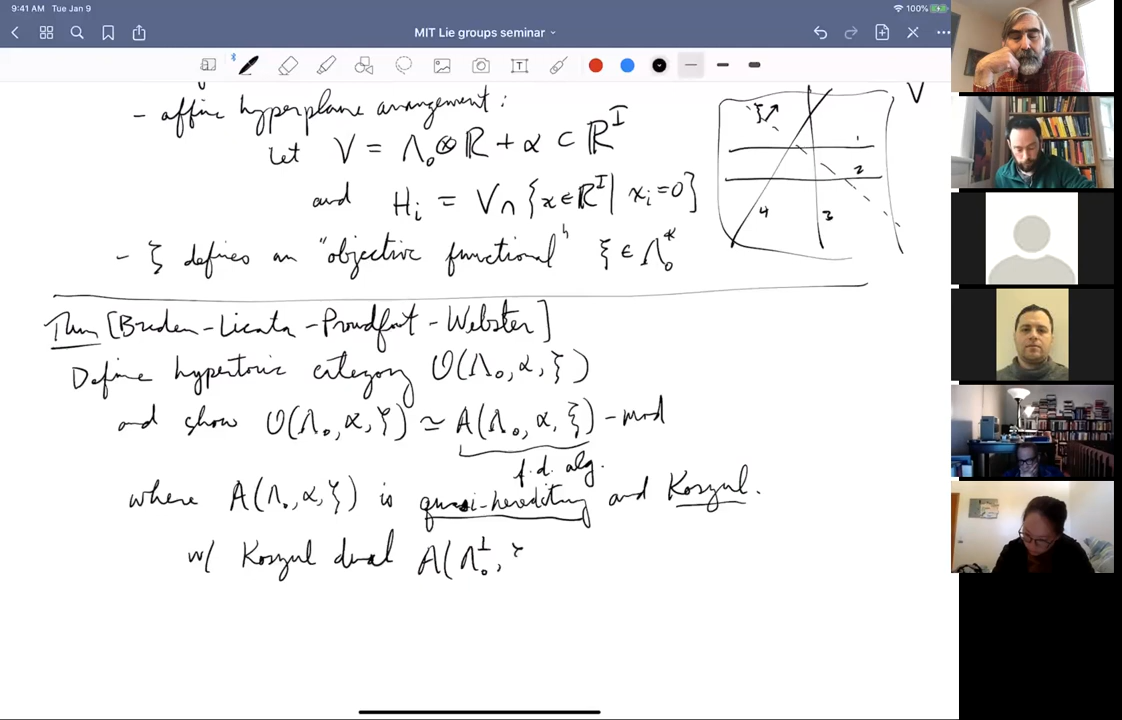 9:41 AM Tue Jan 9
100%
MIT Lie groups seminar
- affine hyperplane arrangement:
let V = Λ₀ ⊗ ℝ + α ⊂ ℝ^I
and H_i = V ∩ {x ∈ ℝ^I | x_i = 0}
- ξ defines an "objective functional" ξ ∈ Λ₀*
V
ξ
1
2
4
3
Thm [Braden-Licata-Proudfoot-Webster]
Define hypertoric category O(Λ₀, α, ξ)
and show O(Λ₀, α, ξ) ≃ A(Λ₀, α, ξ)-mod
f.d. alg.
where A(Λ₀, α, ξ) is quasi-hereditary and Koszul.
w/ Koszul dual A(Λ₀^⊥,